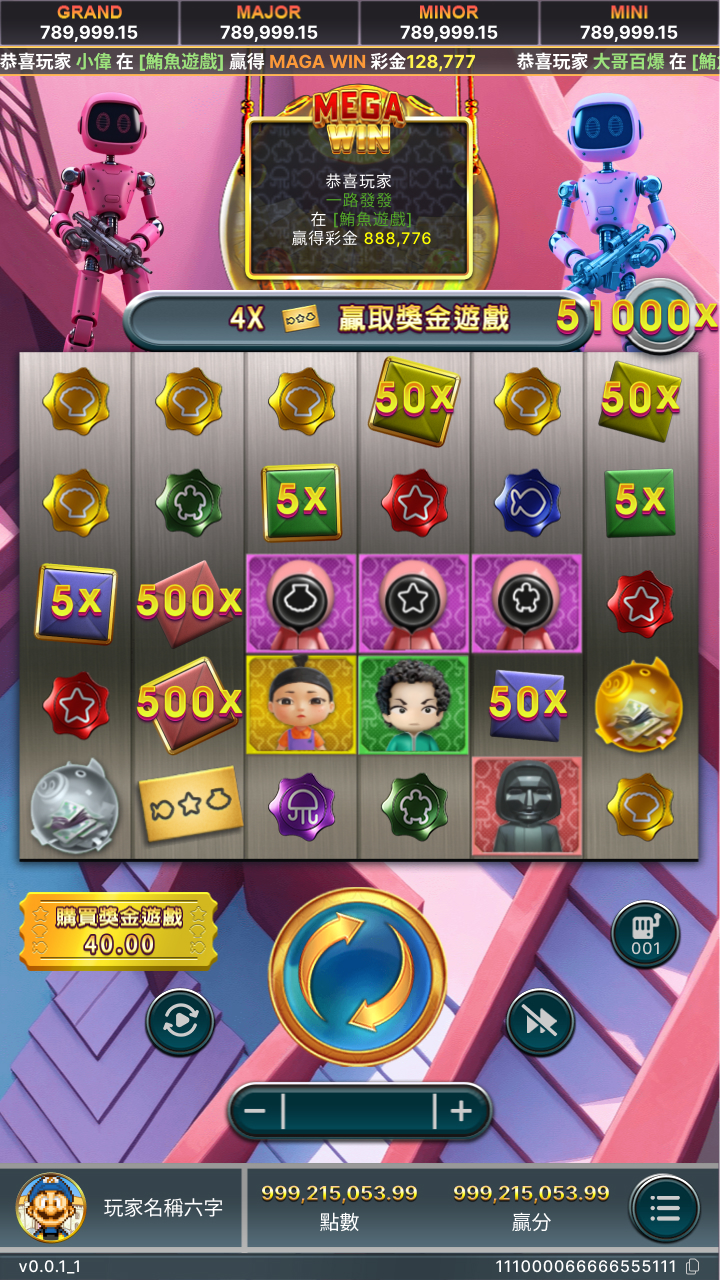 GRAND MAJOR MINOR MINI
789,999.15 789,999.15 789,999.15 789,999.15
恭喜玩家 小偉 在 [鮪魚遊戲] 贏得 MAGA WIN 彩金128,777 恭喜玩家 大哥百爆 在 [鮪
MEGA
WIN
恭喜玩家
一路發發
在 [鮪魚遊戲]
贏得彩金 888,776
4X 贏取獎金遊戲 51000X
50X 50X
5X 5X
5X 500X
500X 50X
購買獎金遊戲
40.00
001
− +
玩家名稱六字
999,215,053.99 999,215,053.99
點數 贏分
v0.0.1_1 111000066666555111